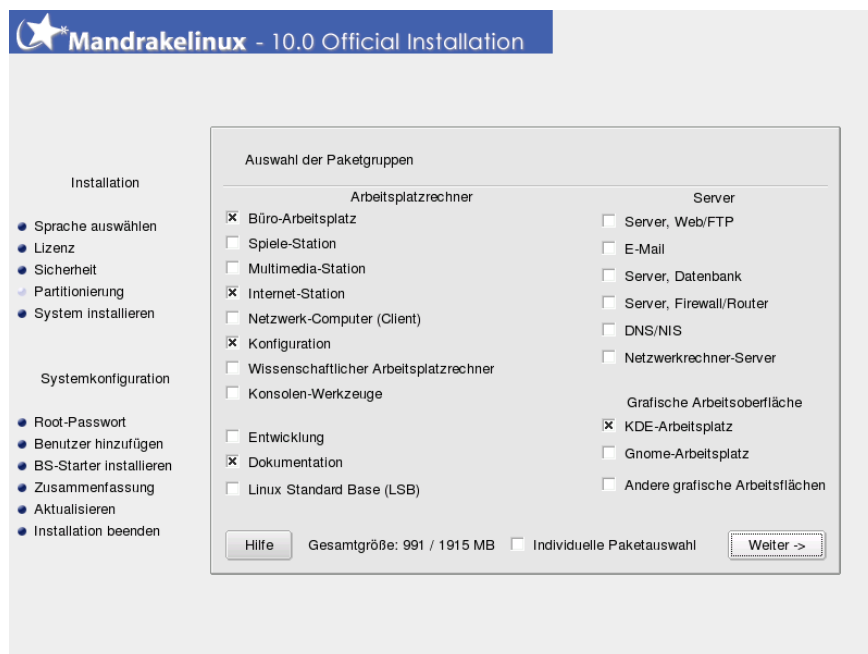 Mandrakelinux - 10.0 Official Installation
Installation
Sprache auswählen
Lizenz
Sicherheit
Partitionierung
System installieren
Systemkonfiguration
Root-Passwort
Benutzer hinzufügen
BS-Starter installieren
Zusammenfassung
Aktualisieren
Installation beenden
Auswahl der Paketgruppen
Arbeitsplatzrechner
Büro-Arbeitsplatz
Spiele-Station
Multimedia-Station
Internet-Station
Netzwerk-Computer (Client)
Konfiguration
Wissenschaftlicher Arbeitsplatzrechner
Konsolen-Werkzeuge
Entwicklung
Dokumentation
Linux Standard Base (LSB)
Server
Server, Web/FTP
E-Mail
Server, Datenbank
Server, Firewall/Router
DNS/NIS
Netzwerkrechner-Server
Grafische Arbeitsoberfläche
KDE-Arbeitsplatz
Gnome-Arbeitsplatz
Andere grafische Arbeitsflächen
Hilfe Gesamtgröße: 991 / 1915 MB Individuelle Paketauswahl Weiter ->